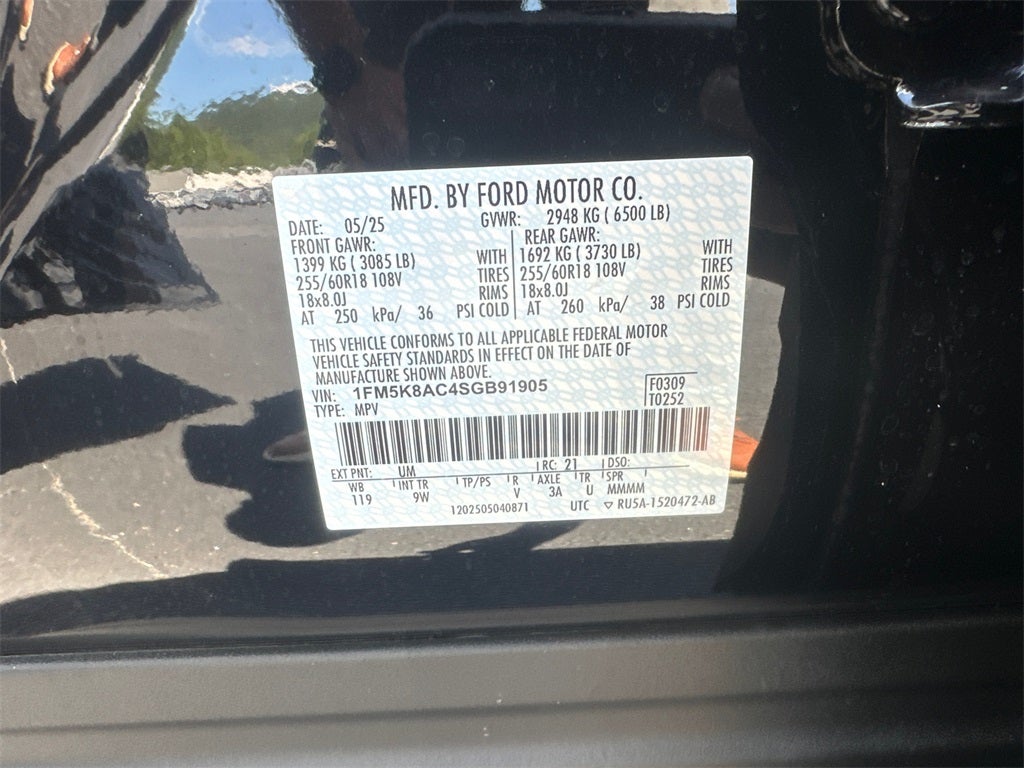 MFD. BY FORD MOTOR CO.
DATE: 05/25 GVWR: 2948 KG ( 6500 LB)
FRONT GAWR: REAR GAWR:
1399 KG ( 3085 LB) WITH 1692 KG ( 3730 LB) WITH
255/60R18 108V TIRES 255/60R18 108V TIRES
18x8.0J RIMS 18x8.0J RIMS
AT 250 kPa/ 36 PSI COLD AT 260 kPa/ 38 PSI COLD
THIS VEHICLE CONFORMS TO ALL APPLICABLE FEDERAL MOTOR
VEHICLE SAFETY STANDARDS IN EFFECT ON THE DATE OF
MANUFACTURE SHOWN ABOVE.
VIN: 1FM5K8AC4SGB91905 F0309
TYPE: MPV T0252
EXT PNT: UM RC: 21 DSO:
WB INT TR TP/PS R AXLE TR SPR
119 9W V 3A U MMMM
1202505040871 UTC ▽ RU5A-1520472-AB